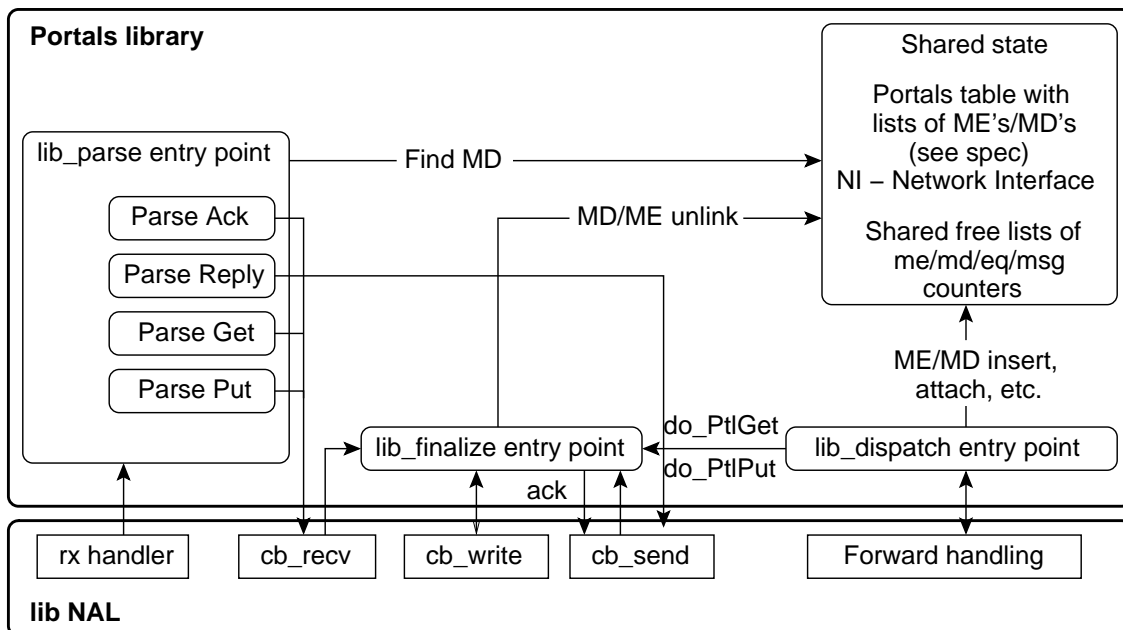 Portals library
Shared state
Portals table with
lists of ME's/MD's
(see spec)
NI – Network Interface
Shared free lists of
me/md/eq/msg
counters
lib_parse entry point
Find MD
Parse Ack
MD/ME unlink
Parse Reply
Parse Get
Parse Put
ME/MD insert,
attach, etc.
do_PtlGet
lib_finalize entry point
lib_dispatch entry point
do_PtlPut
ack
rx handler
cb_recv
cb_write
cb_send
Forward handling
lib NAL